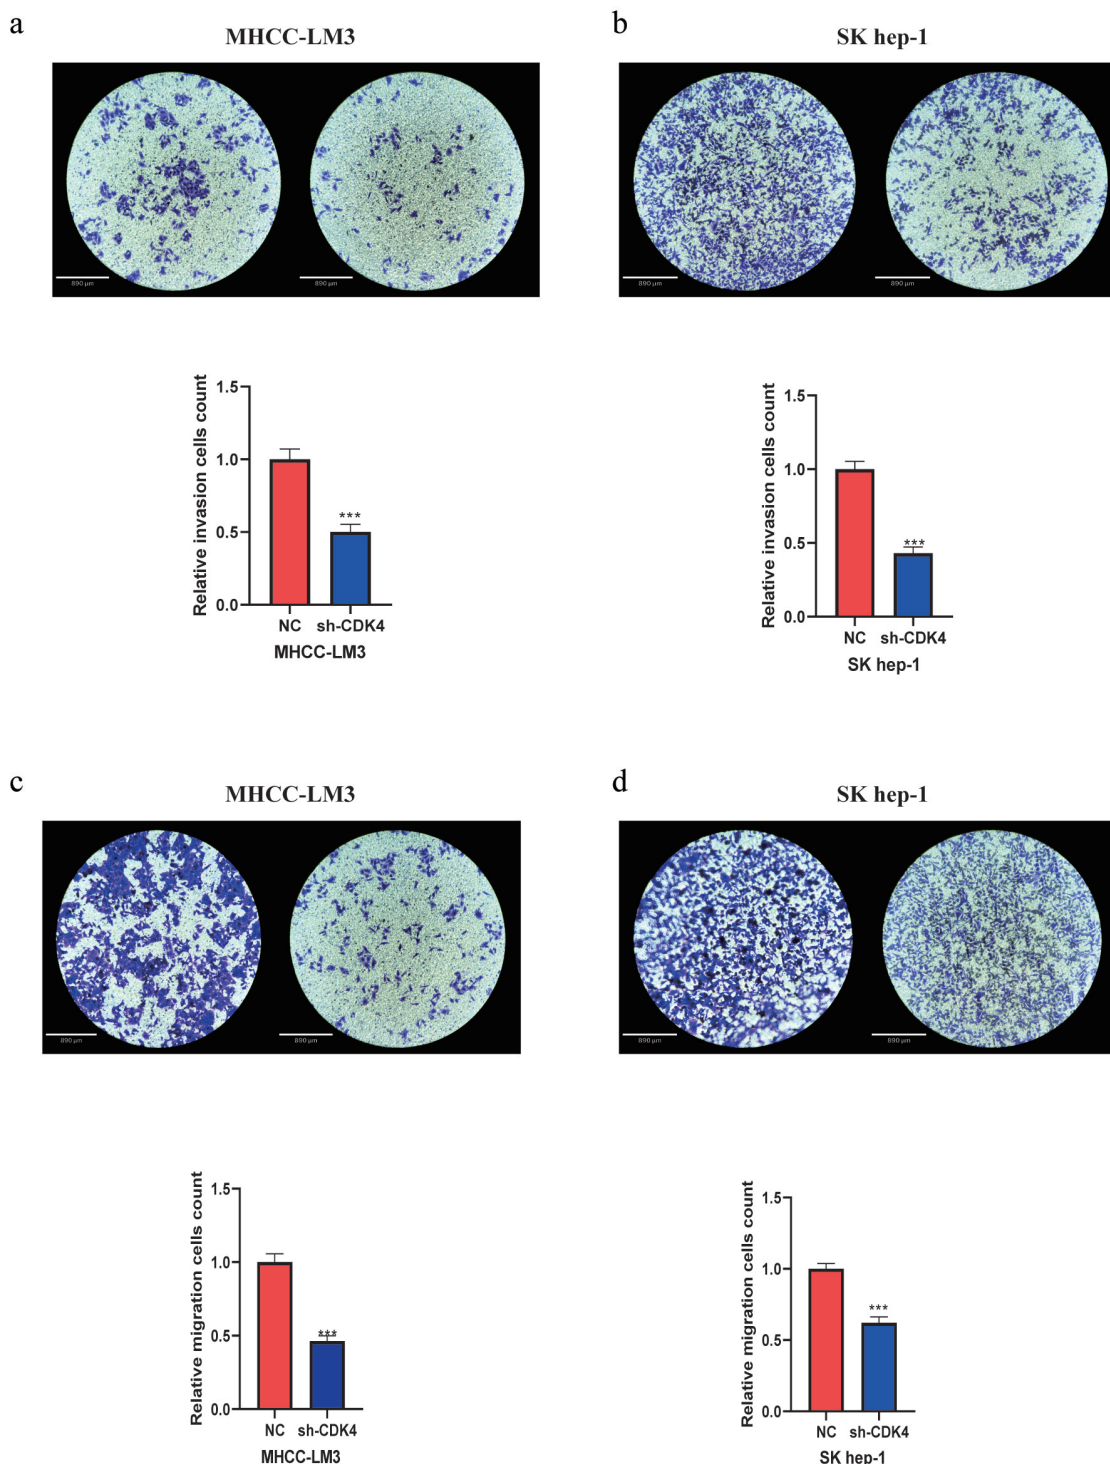 a
MHCC-LM3
890 µm
890 µm
Relative invasion cells count
1.5
1.0
0.5
0.0
***
NC
sh-CDK4
MHCC-LM3
b
SK hep-1
890 µm
890 µm
Relative invasion cells count
1.5
1.0
0.5
0.0
***
NC
sh-CDK4
SK hep-1
c
MHCC-LM3
890 µm
890 µm
Relative migration cells count
1.5
1.0
0.5
0.0
***
NC
sh-CDK4
MHCC-LM3
d
SK hep-1
890 µm
890 µm
Relative migration cells count
1.5
1.0
0.5
0.0
***
NC
sh-CDK4
SK hep-1